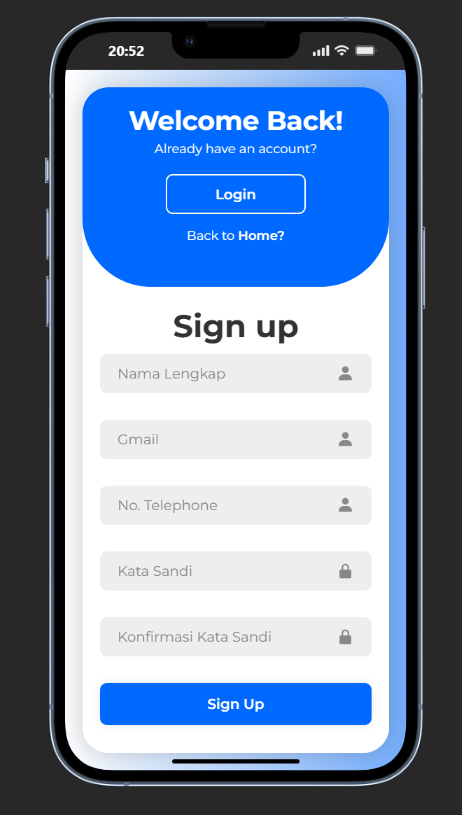 20:52
Welcome Back!
Already have an account?
Login
Back to Home?
Sign up
Nama Lengkap
Gmail
No. Telephone
Kata Sandi
Konfirmasi Kata Sandi
Sign Up